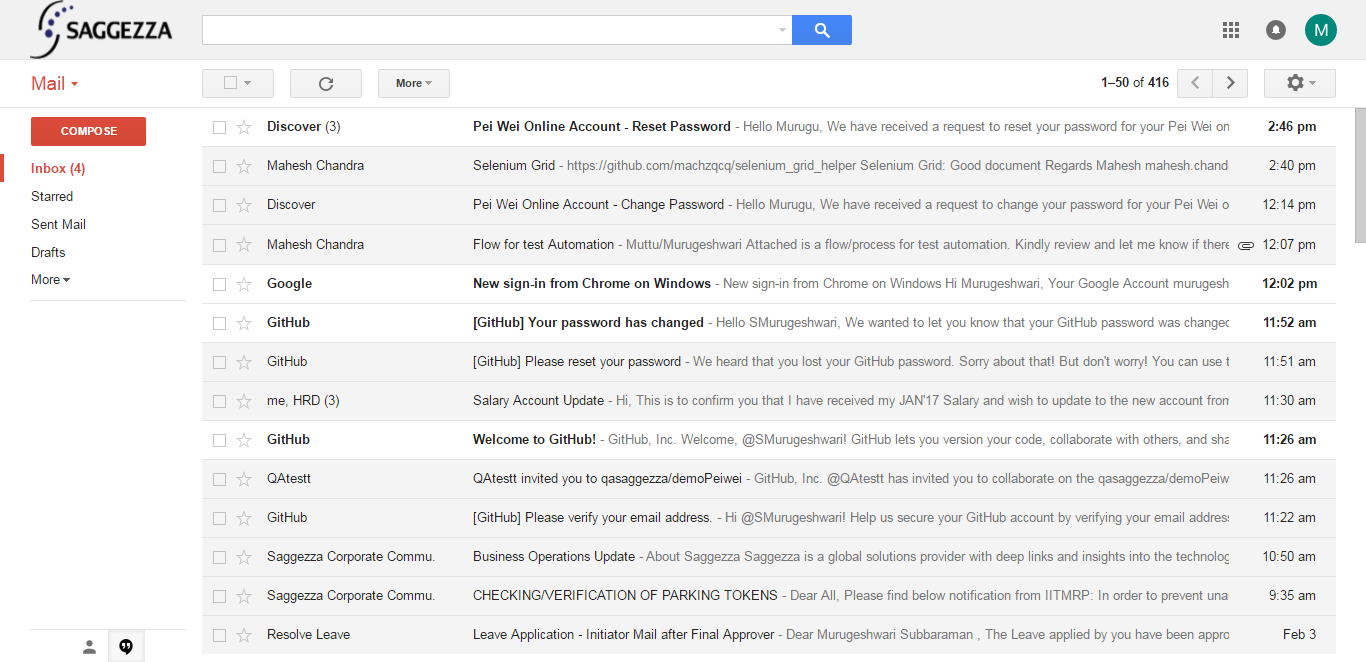 SAGGEZZA
M
Mail
More
1–50 of 416
COMPOSE
Inbox (4)
Starred
Sent Mail
Drafts
More
Discover (3) Pei Wei Online Account - Reset Password - Hello Murugu, We have received a request to reset your password for your Pei Wei on 2:46 pm
Mahesh Chandra Selenium Grid - https://github.com/machzqcq/selenium_grid_helper Selenium Grid: Good document Regards Mahesh mahesh.chand 2:40 pm
Discover Pei Wei Online Account - Change Password - Hello Murugu, We have received a request to change your password for your Pei Wei o 12:14 pm
Mahesh Chandra Flow for test Automation - Muttu/Murugeshwari Attached is a flow/process for test automation. Kindly review and let me know if there 12:07 pm
Google New sign-in from Chrome on Windows - New sign-in from Chrome on Windows Hi Murugeshwari, Your Google Account murugesh 12:02 pm
GitHub [GitHub] Your password has changed - Hello SMurugeshwari, We wanted to let you know that your GitHub password was changed 11:52 am
GitHub [GitHub] Please reset your password - We heard that you lost your GitHub password. Sorry about that! But don't worry! You can use t 11:51 am
me, HRD (3) Salary Account Update - Hi, This is to confirm you that I have received my JAN'17 Salary and wish to update to the new account from 11:30 am
GitHub Welcome to GitHub! - GitHub, Inc. Welcome, @SMurugeshwari! GitHub lets you version your code, collaborate with others, and sha 11:26 am
QAtestt QAtestt invited you to qasaggezza/demoPeiwei - GitHub, Inc. @QAtestt has invited you to collaborate on the qasaggezza/demoPeiw 11:26 am
GitHub [GitHub] Please verify your email address. - Hi @SMurugeshwari! Help us secure your GitHub account by verifying your email address 11:22 am
Saggezza Corporate Commu. Business Operations Update - About Saggezza Saggezza is a global solutions provider with deep links and insights into the technolog 10:50 am
Saggezza Corporate Commu. CHECKING/VERIFICATION OF PARKING TOKENS - Dear All, Please find below notification from IITMRP: In order to prevent una 9:35 am
Resolve Leave Leave Application - Initiator Mail after Final Approver - Dear Murugeshwari Subbaraman , The Leave applied by you have been appro Feb 3